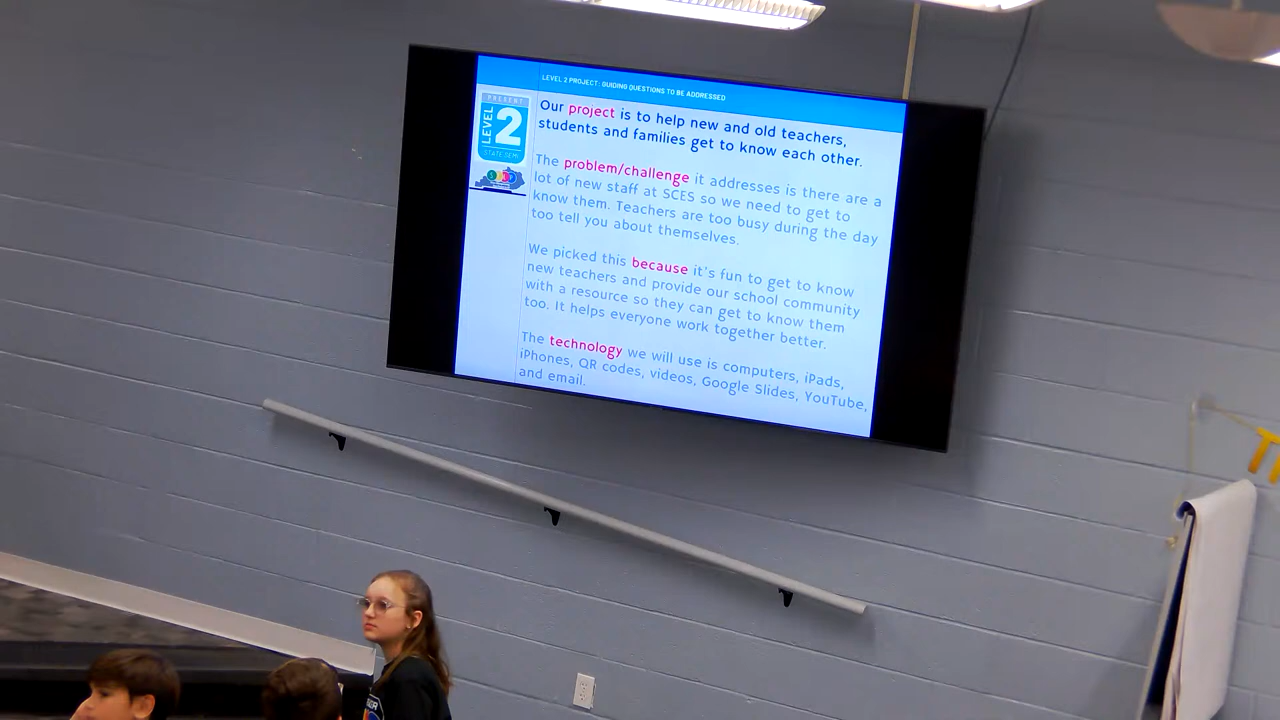 LEVEL 2 PROJECT: GUIDING QUESTIONS TO BE ADDRESSED
PRESENT
LEVEL 2
STATE DEMI
Our project is to help new and old teachers,
students and families get to know each other.
The problem/challenge it addresses is there are a
lot of new staff at SCES so we need to get to
know them. Teachers are too busy during the day
too tell you about themselves.
We picked this because it's fun to get to know
new teachers and provide our school community
with a resource so they can get to know them
too. It helps everyone work together better.
The technology we will use is computers, iPads,
iPhones, QR codes, videos, Google Slides, YouTube,
and email.